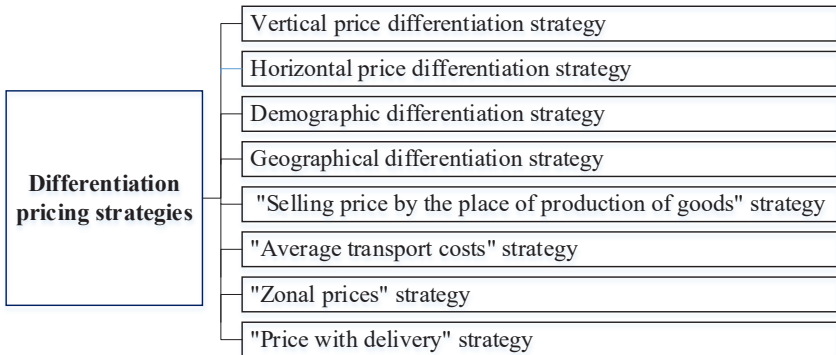 Differentiation
pricing strategies
Vertical price differentiation strategy
Horizontal price differentiation strategy
Demographic differentiation strategy
Geographical differentiation strategy
"Selling price by the place of production of goods" strategy
"Average transport costs" strategy
"Zonal prices" strategy
"Price with delivery" strategy